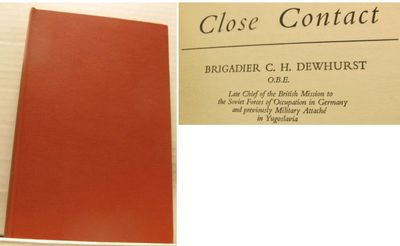 Close Contact
BRIGADIER C. H. DEWHURST
O.B.E.
Late Chief of the British Mission to
the Soviet Forces of Occupation in Germany
and previously Military Attaché
in Yugoslavia